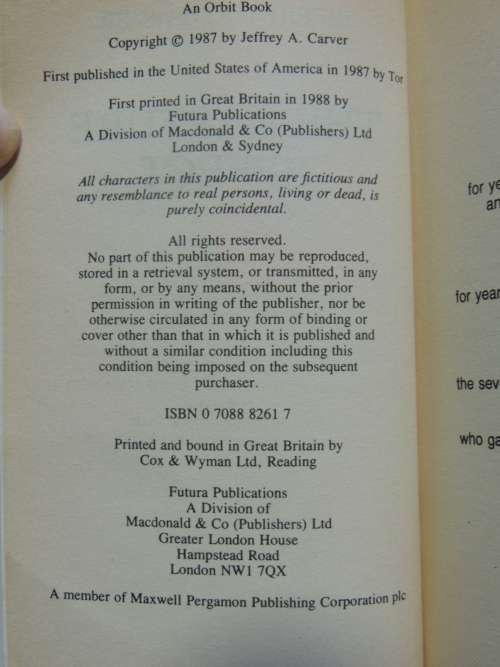 An Orbit Book
Copyright © 1987 by Jeffrey A. Carver
First published in the United States of America in 1987 by Tor
First printed in Great Britain in 1988 by
Futura Publications
A Division of Macdonald & Co (Publishers) Ltd
London & Sydney
All characters in this publication are fictitious and
any resemblance to real persons, living or dead, is
purely coincidental.
All rights reserved.
No part of this publication may be reproduced,
stored in a retrieval system, or transmitted, in any
form, or by any means, without the prior
permission in writing of the publisher, nor be
otherwise circulated in any form of binding or
cover other than that in which it is published and
without a similar condition including this
condition being imposed on the subsequent
purchaser.
ISBN 0 7088 8261 7
Printed and bound in Great Britain by
Cox & Wyman Ltd, Reading
Futura Publications
A Division of
Macdonald & Co (Publishers) Ltd
Greater London House
Hampstead Road
London NW1 7QX
A member of Maxwell Pergamon Publishing Corporation plc
for ye
an
for year
the sev
who ga